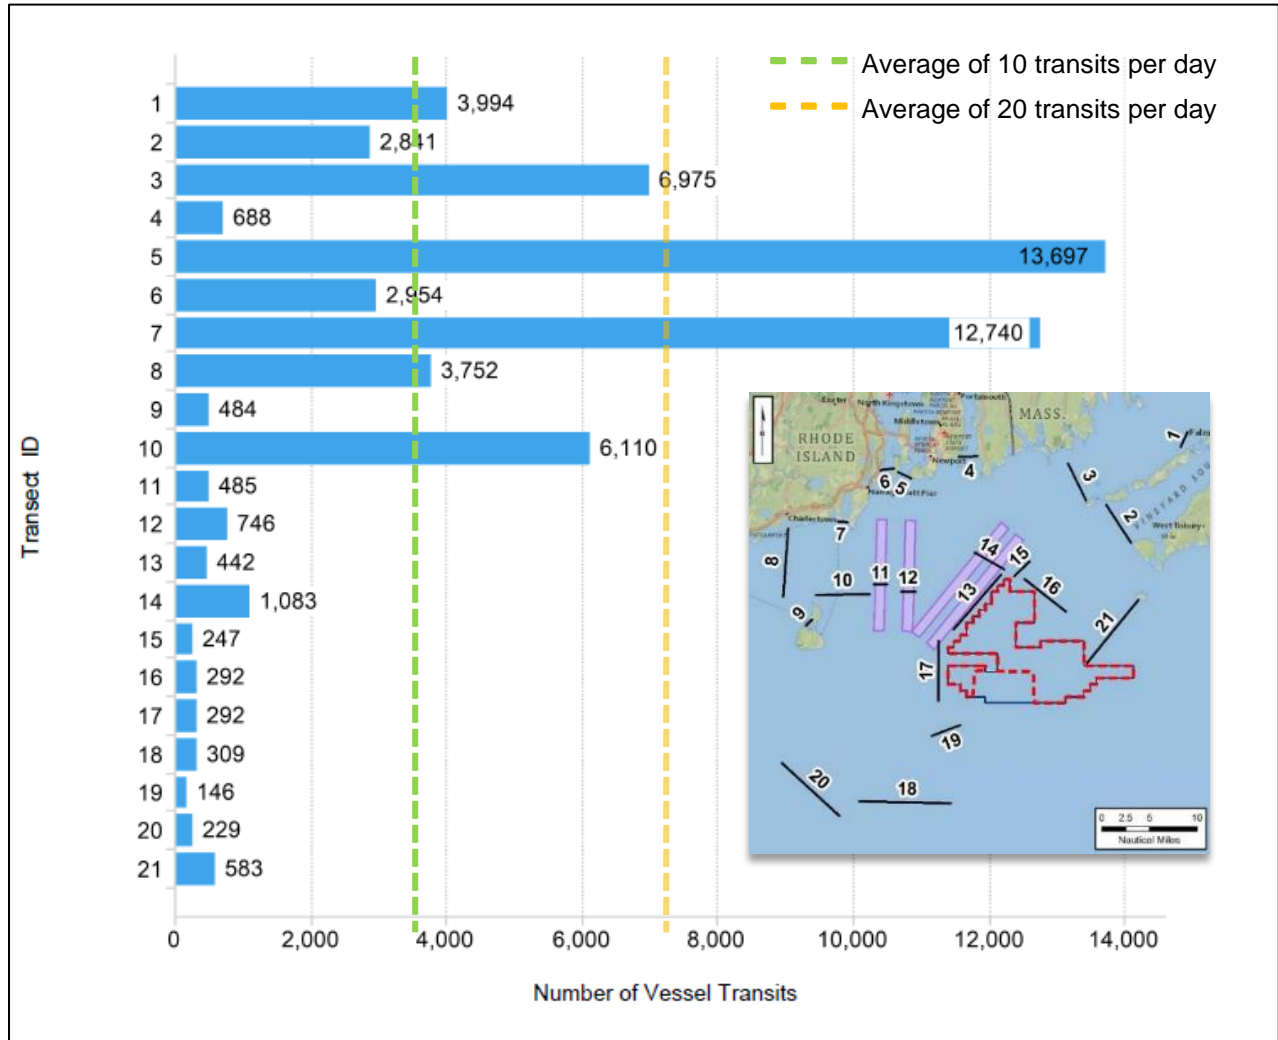 Average of 10 transits per day
Average of 20 transits per day
1 3,994
2 2,841
3 6,975
4 688
5 13,697
6 2,954
7 12,740
8 3,752
9 484
10 6,110
11 485
12 746
13 442
14 1,083
15 247
16 292
17 292
18 309
19 146
20 229
21 583
Transect ID
0 2,000 4,000 6,000 8,000 10,000 12,000 14,000
Number of Vessel Transits
Exeter North Kingstown Portsmouth
MASS.
Middletown
RHODE
ISLAND
Newport
Charlestown
VINEYARD
West Tisbury
1
2
3
4
5
6
7
8
9
10
11
12
13
14
15
16
17
18
19
20
21
0 2.5 5 10
Nautical Miles